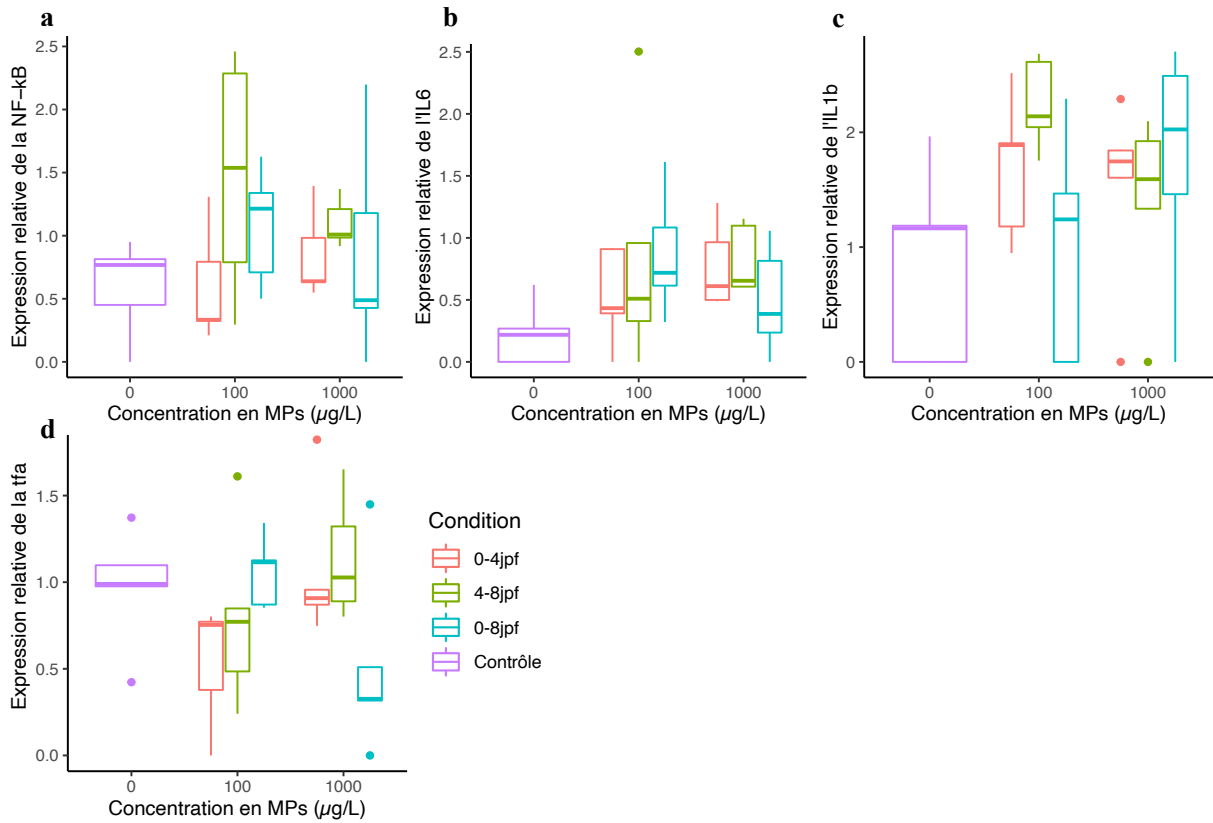 a
Expression relative de la NF−kB
2.5
2.0
1.5
1.0
0.5
0.0
0
100
1000
Concentration en MPs (µg/L)
b
Expression relative de l'IL6
2.5
2.0
1.5
1.0
0.5
0.0
0
100
1000
Concentration en MPs (µg/L)
c
Expression relative de l'IL1b
2
1
0
0
100
1000
Concentration en MPs (µg/L)
d
Expression relative de la tfa
1.5
1.0
0.5
0.0
0
100
1000
Concentration en MPs (µg/L)
Condition
0-4jpf
4-8jpf
0-8jpf
Contrôle